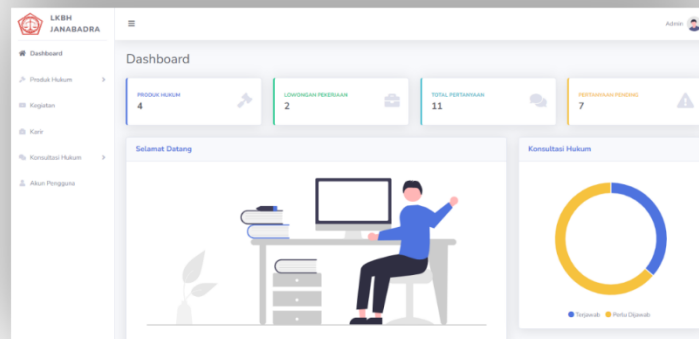 LKBH
JANABADRA
Admin
Dashboard
Produk Hukum
Kegiatan
Karir
Konsultasi Hukum
Akun Pengguna
Dashboard
PRODUK HUKUM
4
LOWONGAN PEKERJAAN
2
TOTAL PERTANYAAN
11
PERTANYAAN PENDING
7
Selamat Datang
Konsultasi Hukum
Terjawab Perlu Dijawab